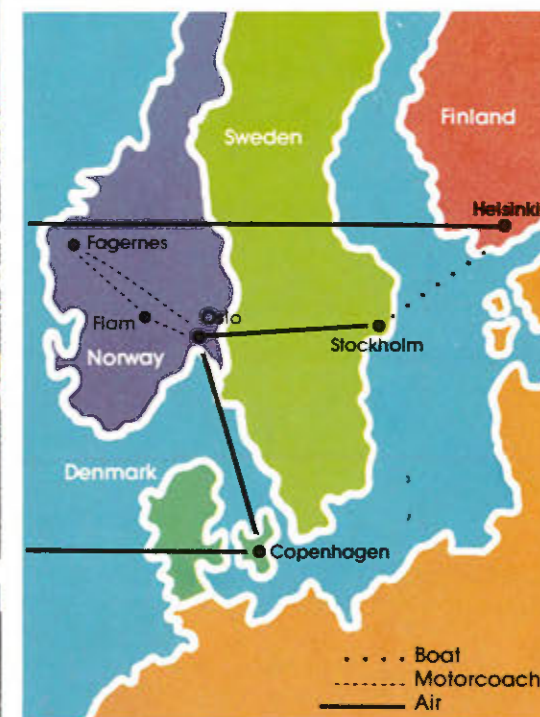 Sweden
Finland
Helsinki
Fagernes
Flam
Oslo
Stockholm
Norway
Denmark
Copenhagen
Boat
Motorcoach
Air